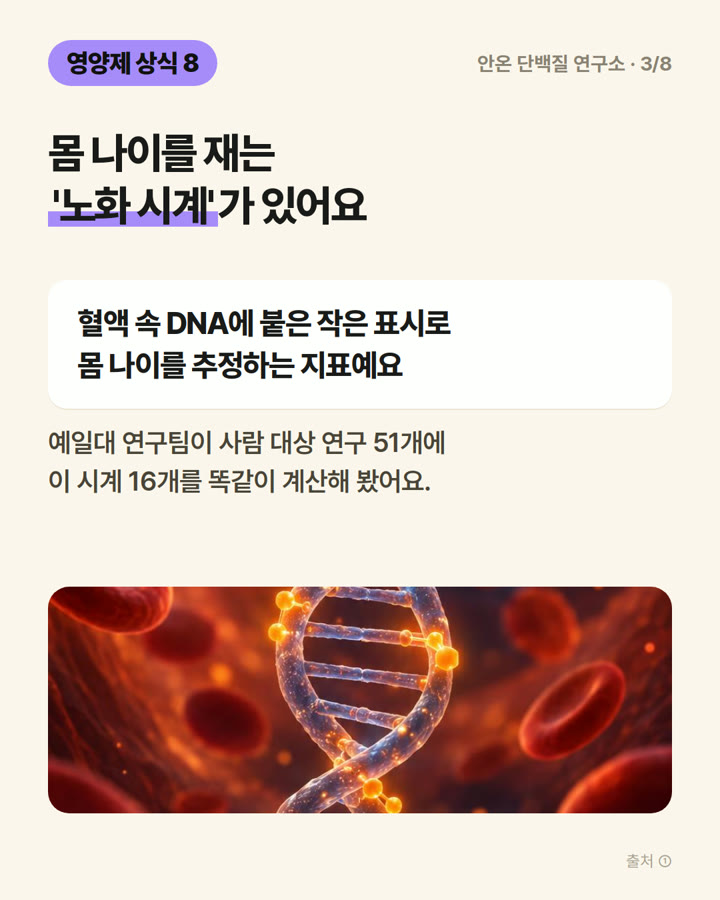 영양제 상식 8
안온 단백질 연구소 · 3/8
몸 나이를 재는
'노화 시계'가 있어요
혈액 속 DNA에 붙은 작은 표시로
몸 나이를 추정하는 지표예요
예일대 연구팀이 사람 대상 연구 51개에
이 시계 16개를 똑같이 계산해 봤어요.
출처 ①